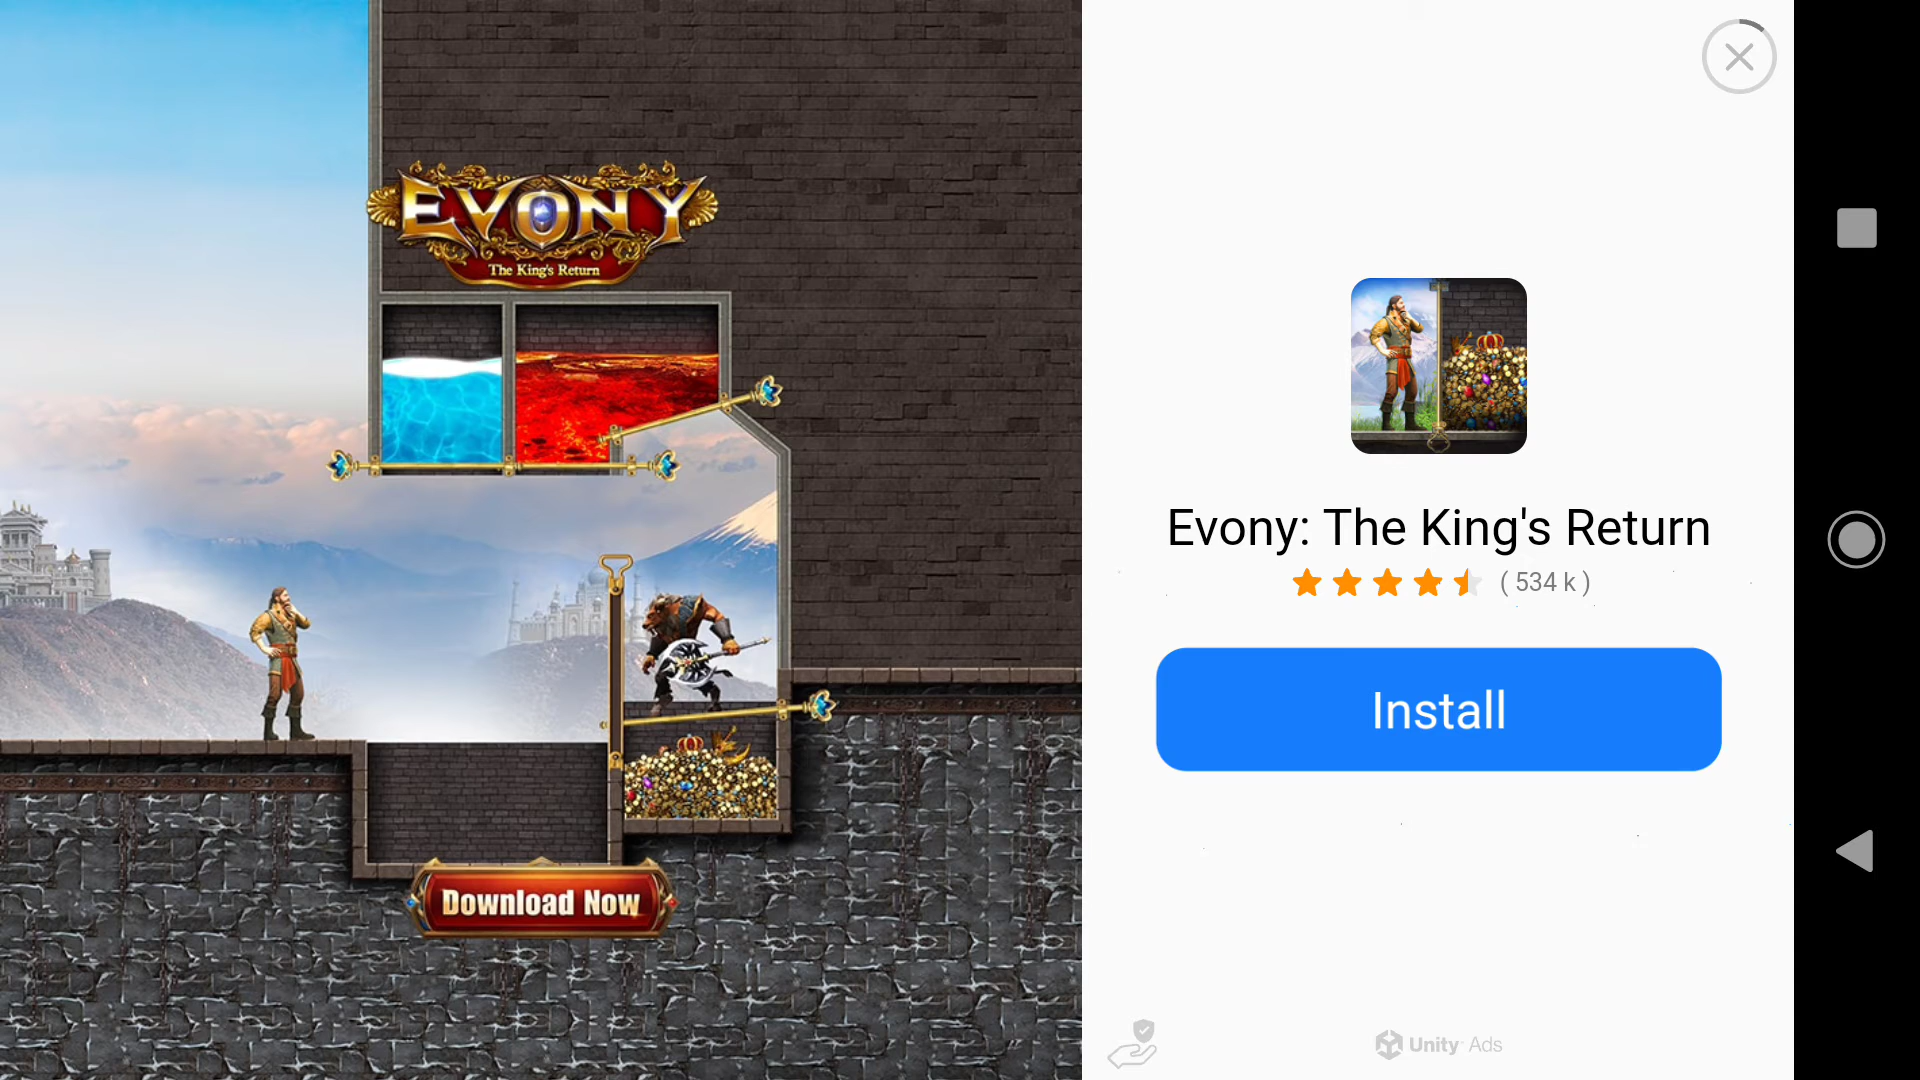 EVONY
The King's Return
Download Now
Evony: The King's Return
( 534 k )
Install
Unity Ads